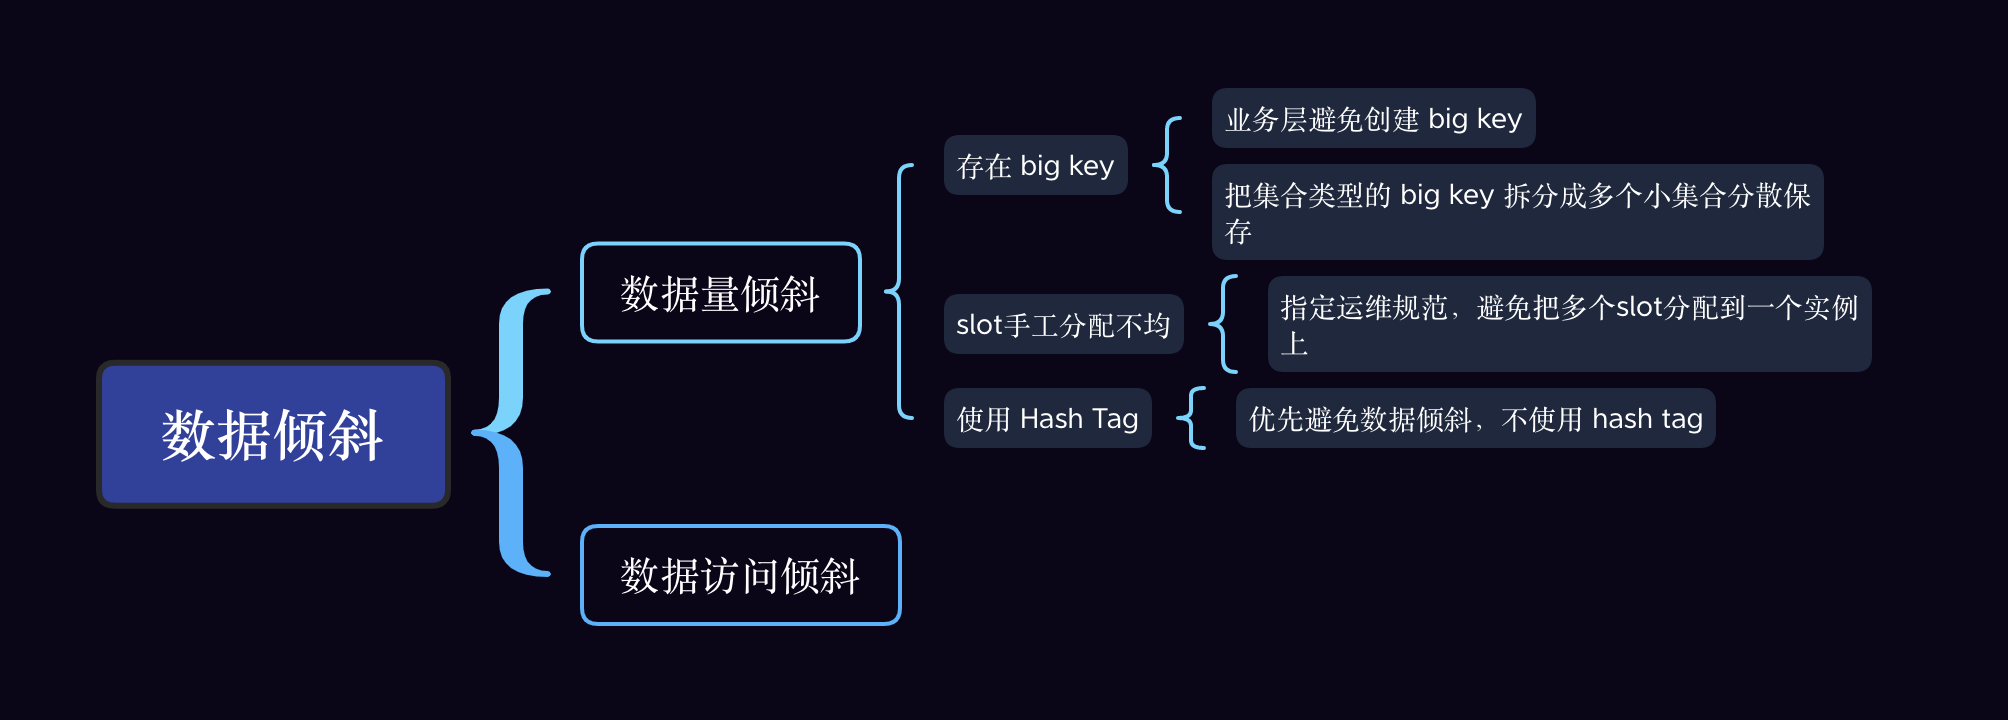 数据倾斜
数据量倾斜
存在 big key
业务层避免创建 big key
把集合类型的 big key 拆分成多个小集合分散保
存
slot手工分配不均
指定运维规范，避免把多个slot分配到一个实例
上
使用 Hash Tag
优先避免数据倾斜，不使用 hash tag
数据访问倾斜